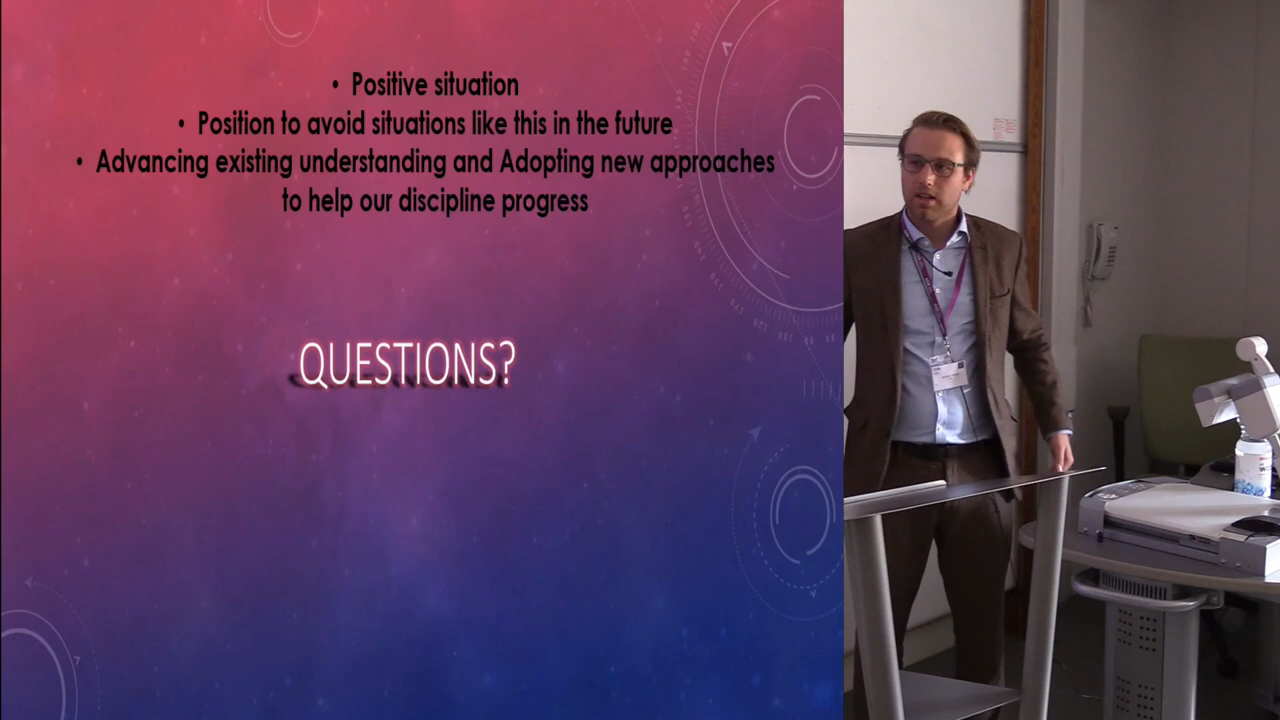 • Positive situation
• Position to avoid situations like this in the future
• Advancing existing understanding and Adopting new approaches
to help our discipline progress
QUESTIONS?